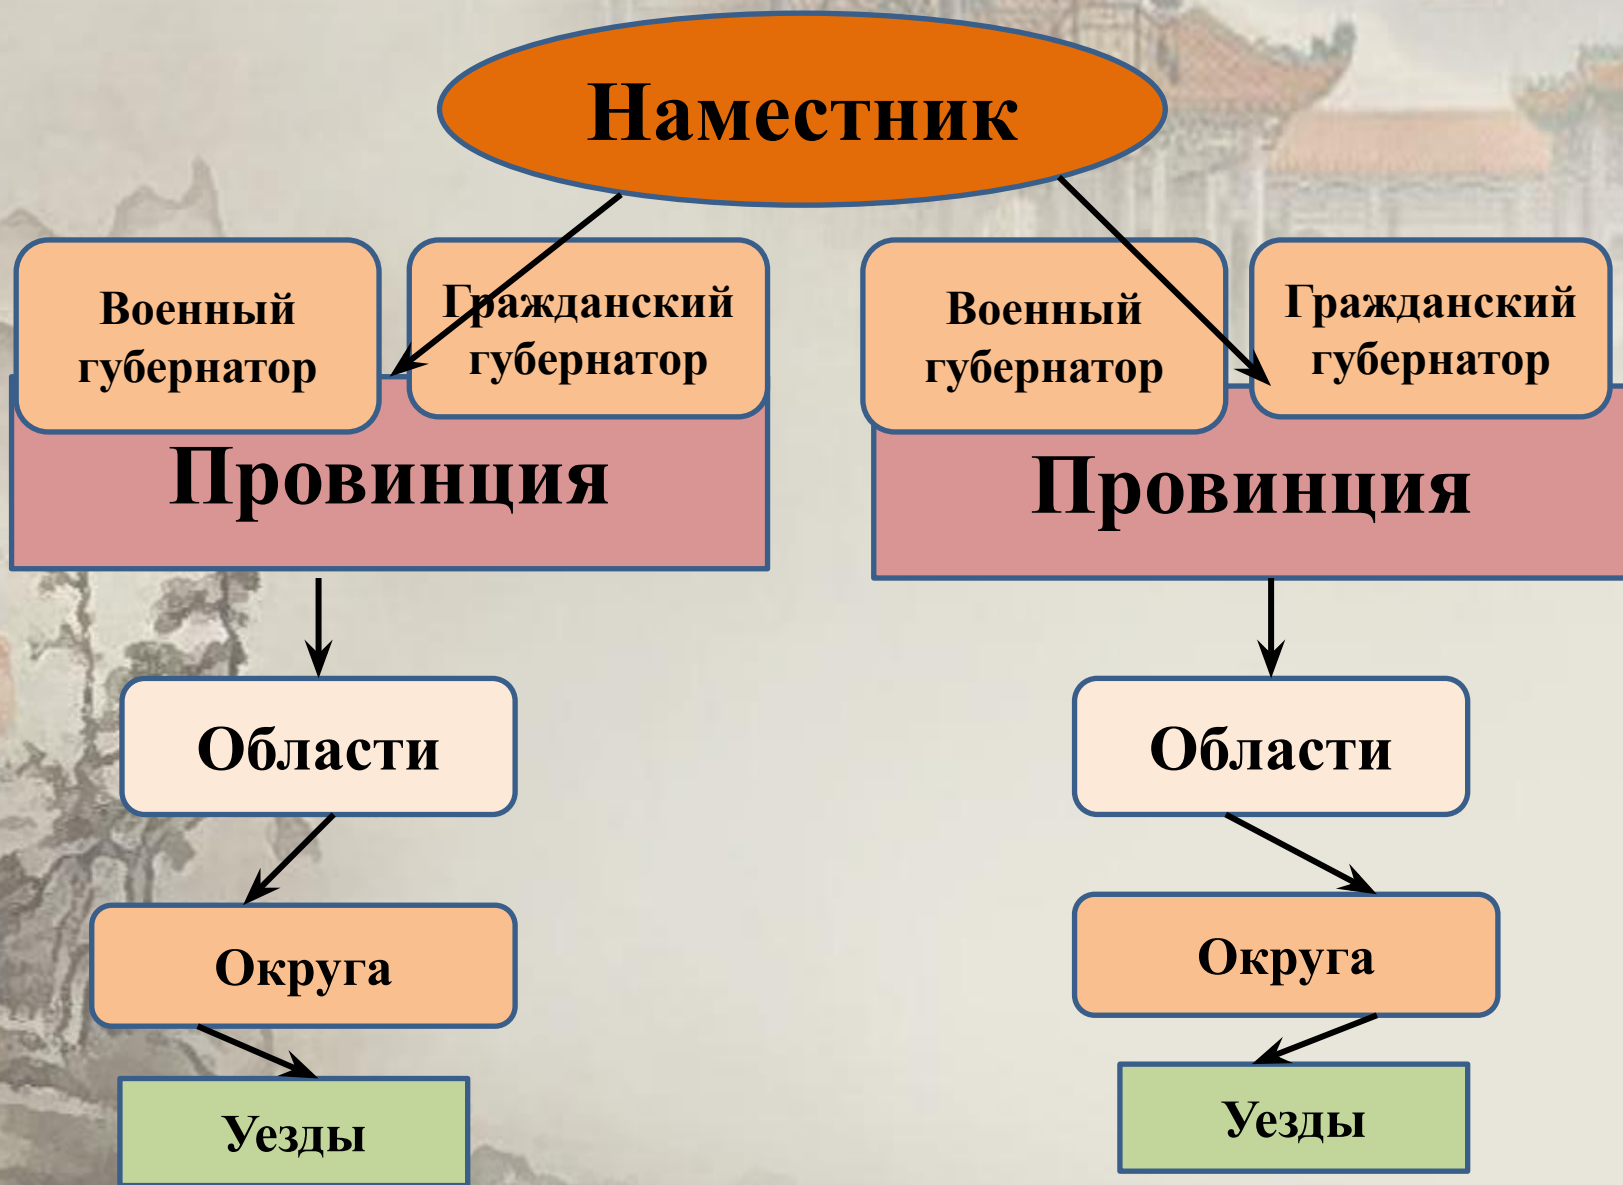 Наместник
Военный
губернатор
Гражданский
губернатор
Военный
губернатор
Гражданский
губернатор
Провинция
Провинция
Области
Области
Округа
Округа
Уезды
Уезды